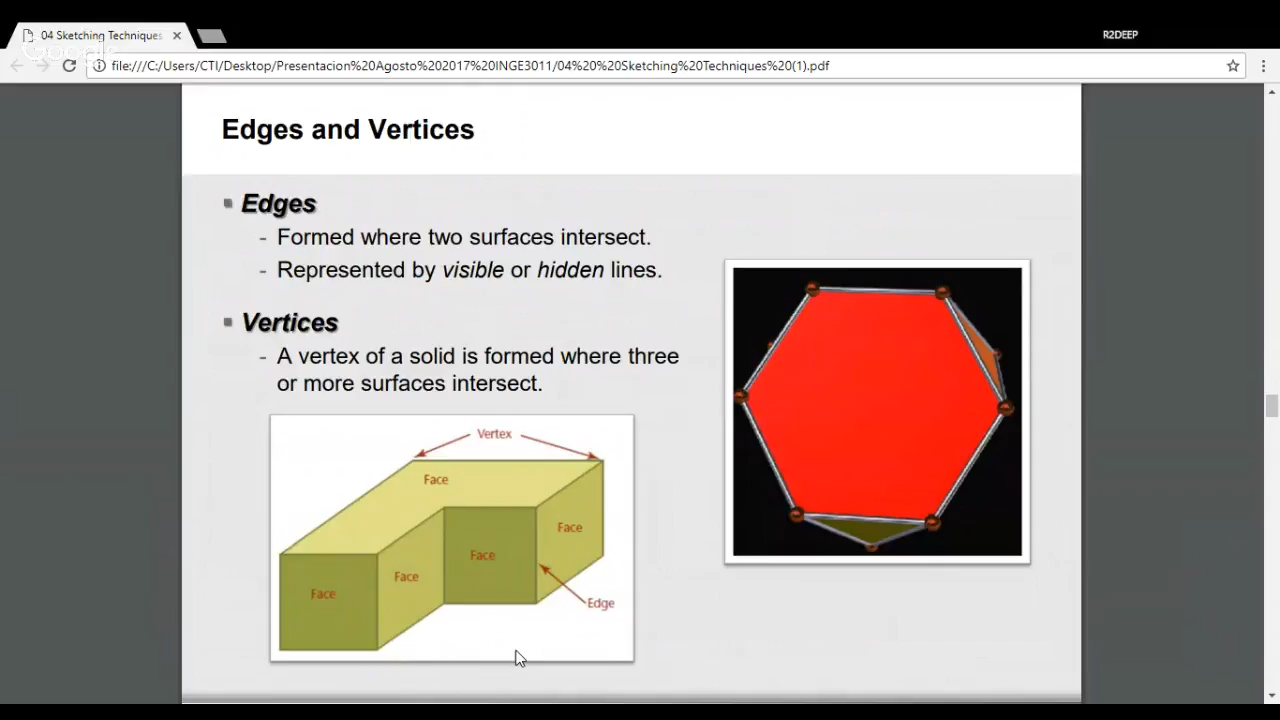 04 Sketching Techniques
R2DEEP
Google
file:///C:/Users/CTI/Desktop/Presentacion%20Agosto%202017%20INGE3011/04%20%20Sketching%20Techniques%20(1).pdf
Edges and Vertices
Edges
- Formed where two surfaces intersect.
- Represented by visible or hidden lines.
Vertices
- A vertex of a solid is formed where three
or more surfaces intersect.
Vertex
Face
Face
Face
Face
Face
Edge